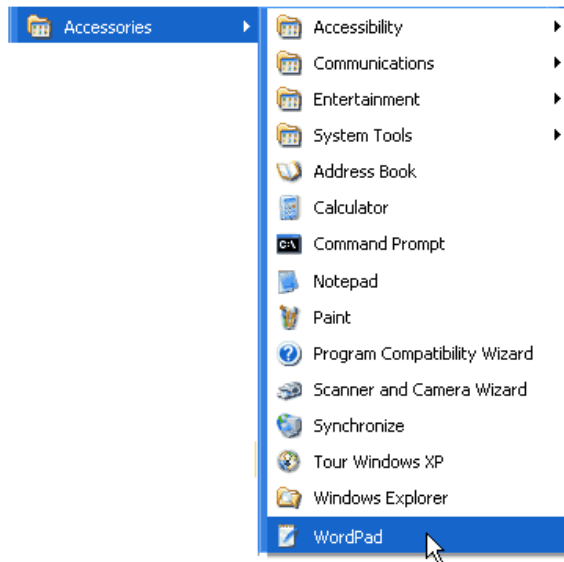 Accessories
Accessibility
Communications
Entertainment
System Tools
Address Book
Calculator
C:\ Command Prompt
Notepad
Paint
Program Compatibility Wizard
Scanner and Camera Wizard
Synchronize
Tour Windows XP
Windows Explorer
WordPad